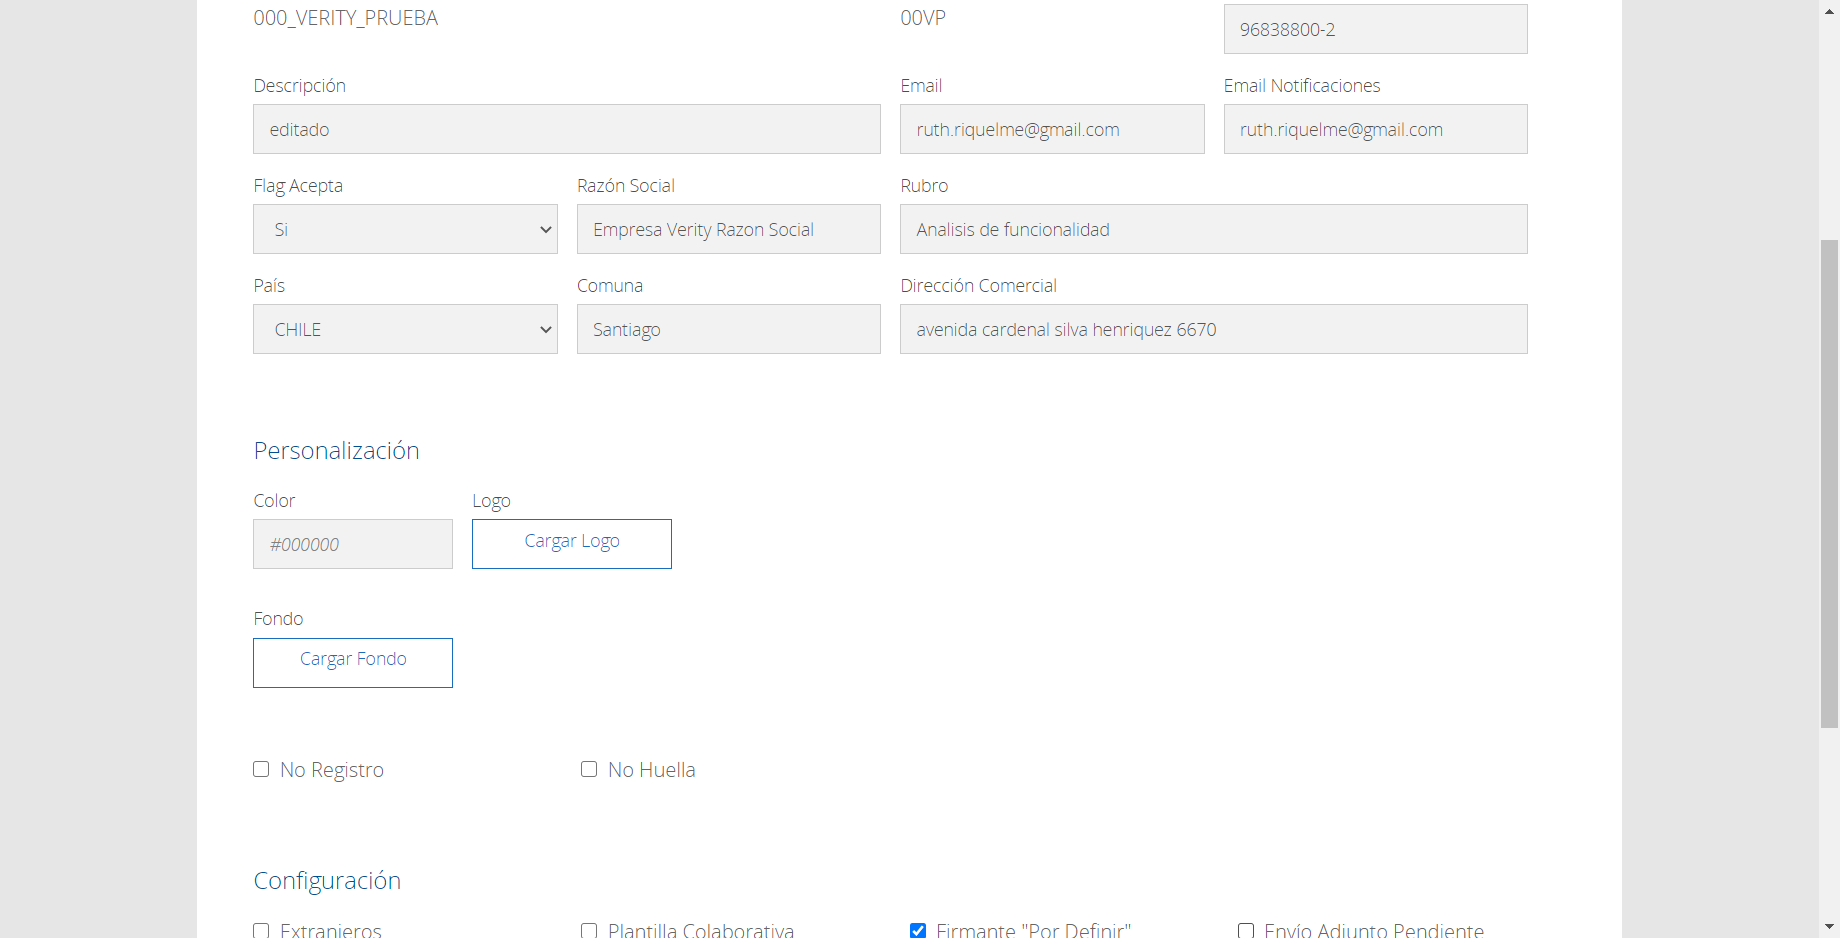 000_VERITY_PRUEBA 00VP 96838800-2
Descripción Email Email Notificaciones
editado ruth.riquelme@gmail.com ruth.riquelme@gmail.com
Flag Acepta Razón Social Rubro
Si Empresa Verity Razon Social Analisis de funcionalidad
País Comuna Dirección Comercial
CHILE Santiago avenida cardenal silva henriquez 6670
Personalización
Color Logo
#000000 Cargar Logo
Fondo
Cargar Fondo
No Registro No Huella
Configuración
Extranjeros Plantilla Colaborativa Firmante "Por Definir" Envío Adjunto Pendiente